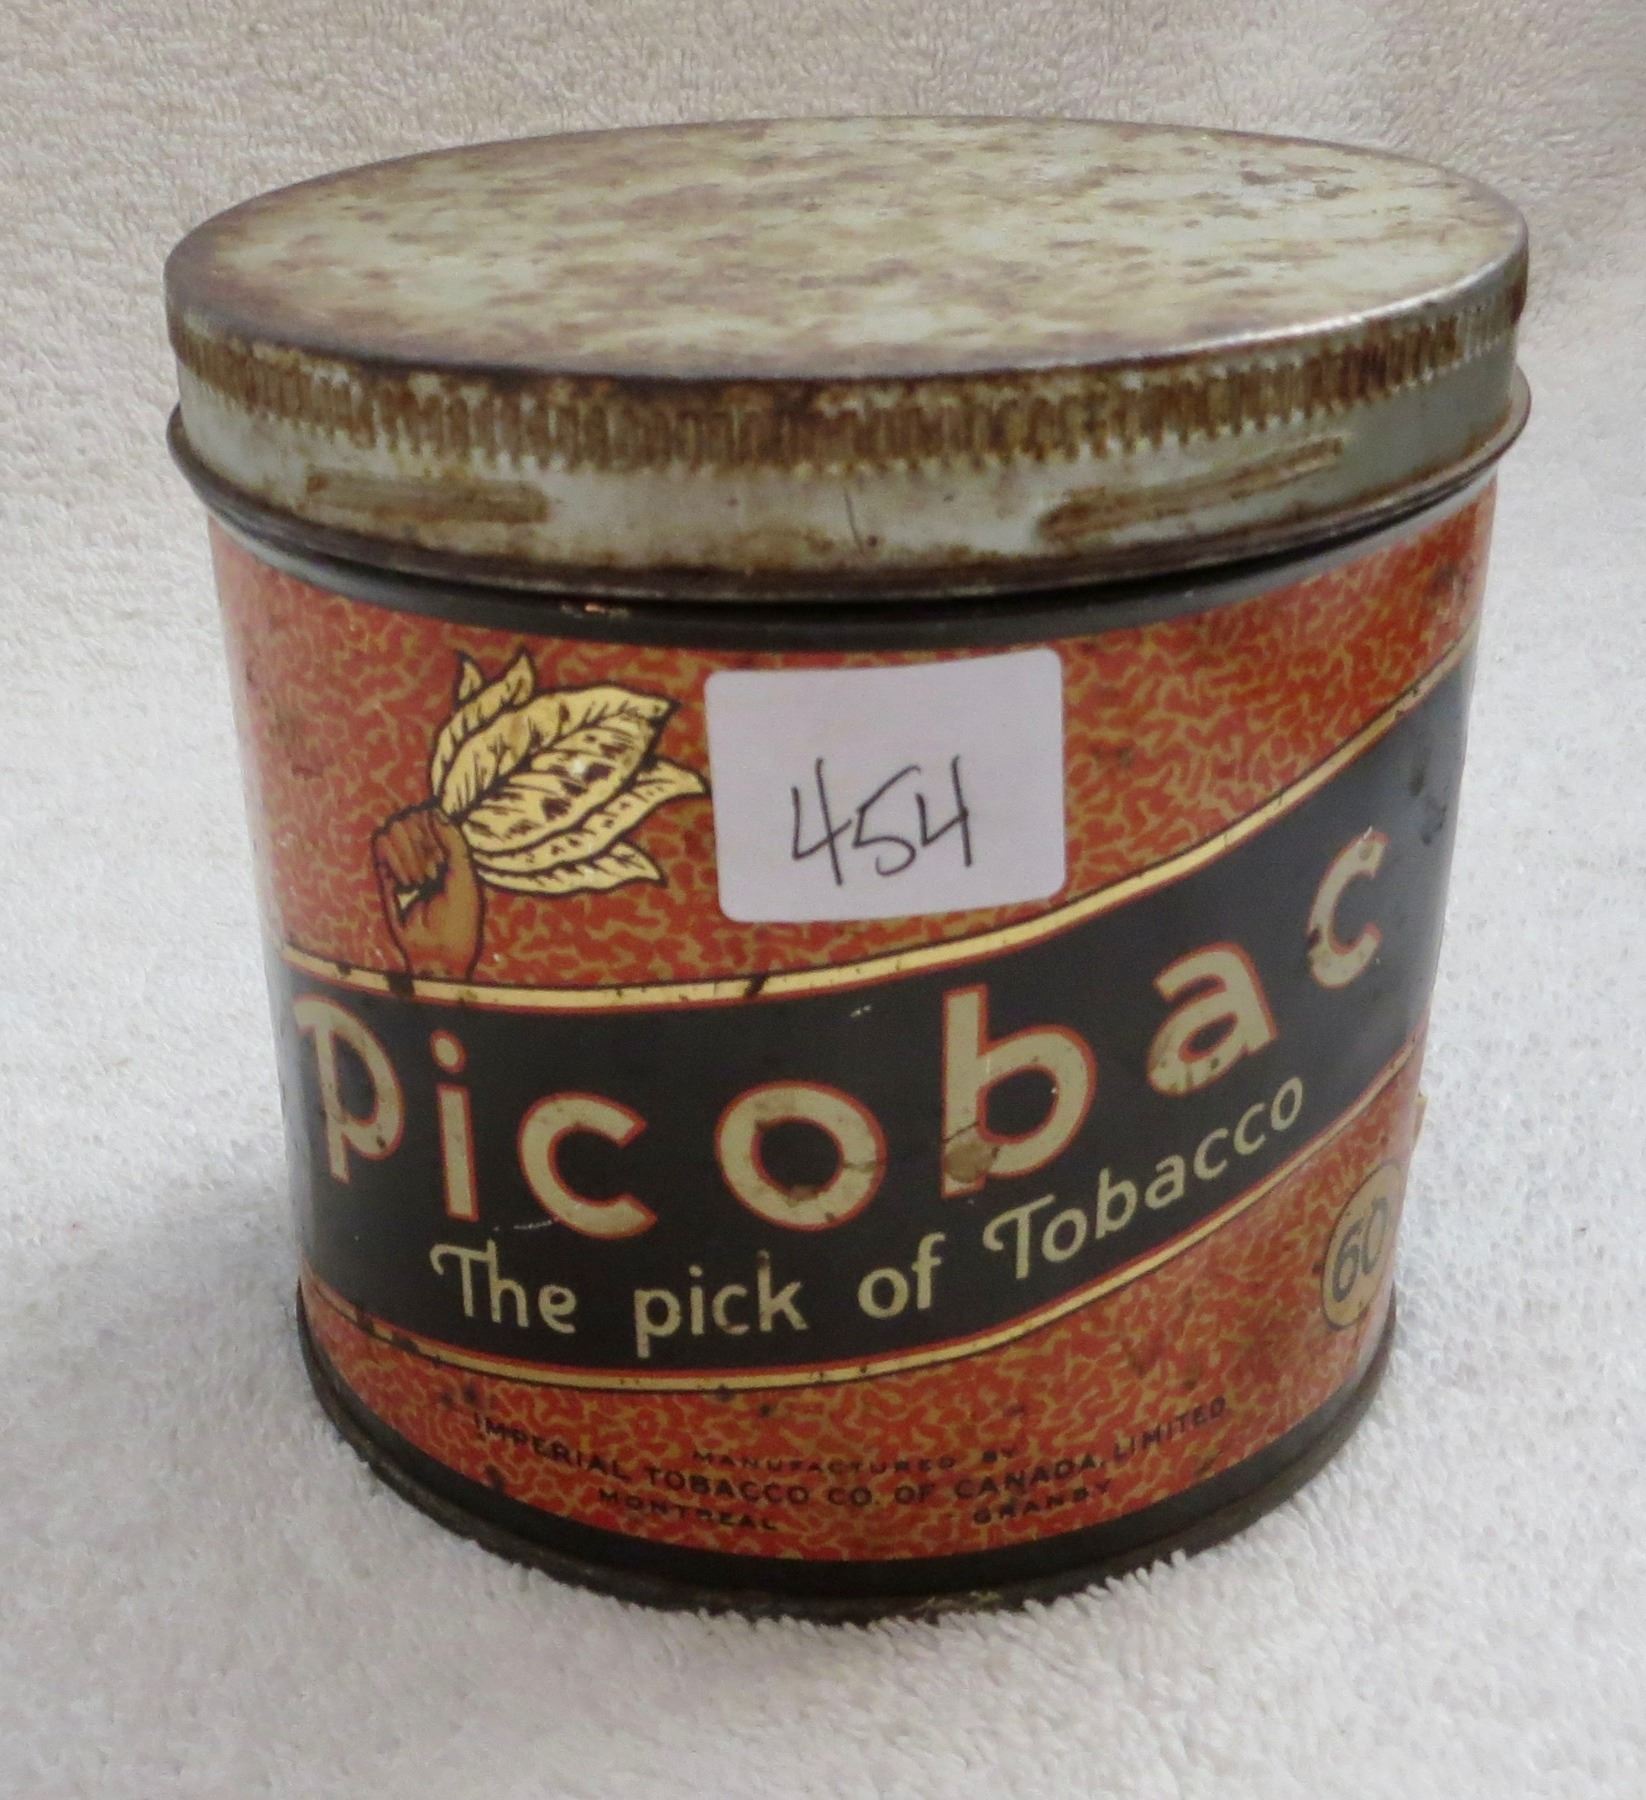 454
Picobac
The pick of Tobacco
60
MANUFACTURED BY
IMPERIAL TOBACCO CO. OF CANADA, LIMITED
MONTREAL GRANBY